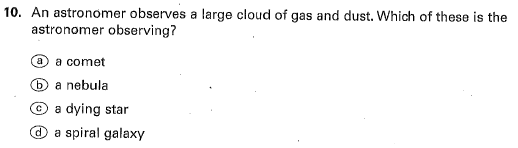 10. An astronomer observes a large cloud of gas and dust. Which of these is the
astronomer observing?
a a comet
b a nebula
c a dying star
d a spiral galaxy